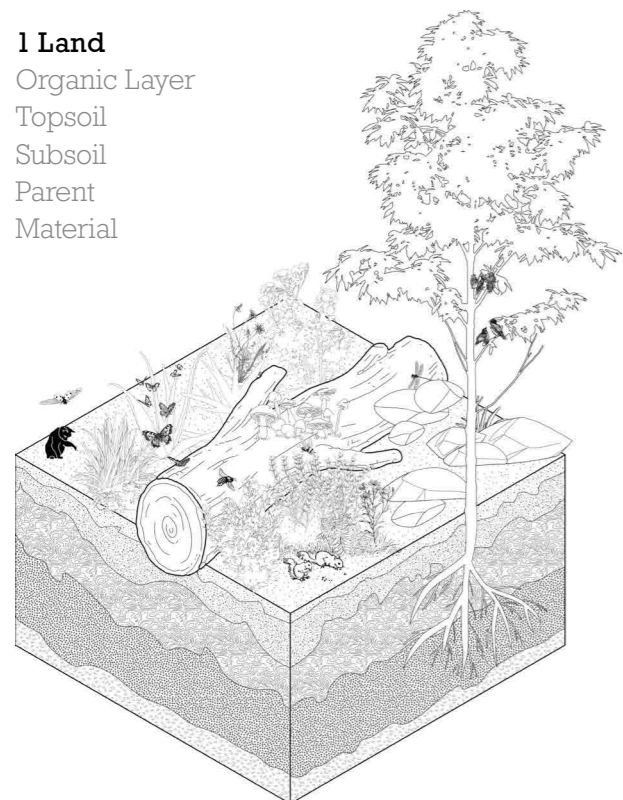 1 Land
Organic Layer
Topsoil
Subsoil
Parent
Material